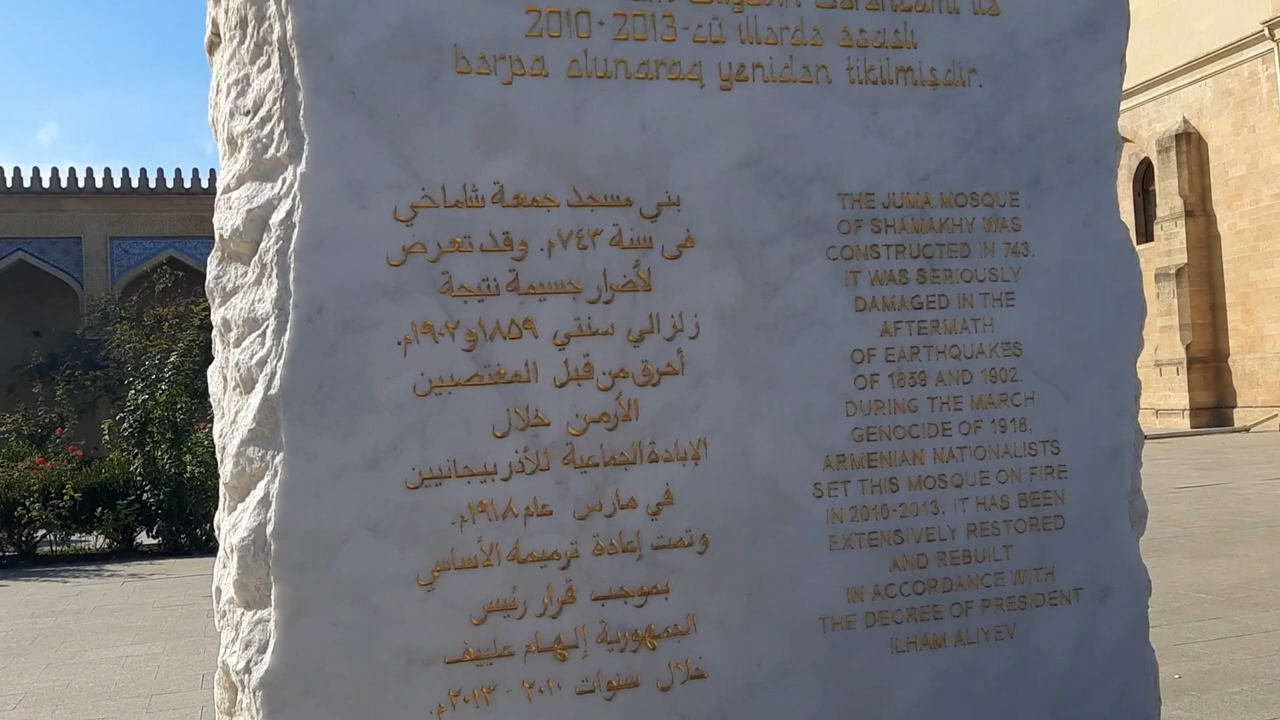 2010-2013-cü illərdə əsaslı
bərpa olunaraq yenidən tikilmişdir.
بني مسجد جمعة شاماخي
فى سنة ٧٤٣م. وقد تعرض
لأضرار جسيمة نتيجة
زلزالي سنتي ١٨٥٩و١٩٠٢م.
أحرق من قبل المغتصبين
الأرمن خلال
الإبادة الجماعية للأذربيجانيين
في مارس عام ١٩١٨م.
وتمت إعادة ترميمه الأساسي
بموجب قرار رئيس
الجمهورية إلهام علييف
خلال سنوات ٢٠١٠ - ٢٠١٣م.
THE JUMA MOSQUE
OF SHAMAKHY WAS
CONSTRUCTED IN 743.
IT WAS SERIOUSLY
DAMAGED IN THE
AFTERMATH
OF EARTHQUAKES
OF 1859 AND 1902.
DURING THE MARCH
GENOCIDE OF 1918,
ARMENIAN NATIONALISTS
SET THIS MOSQUE ON FIRE
IN 2010-2013, IT HAS BEEN
EXTENSIVELY RESTORED
AND REBUILT
IN ACCORDANCE WITH
THE DECREE OF PRESIDENT
ILHAM ALIYEV